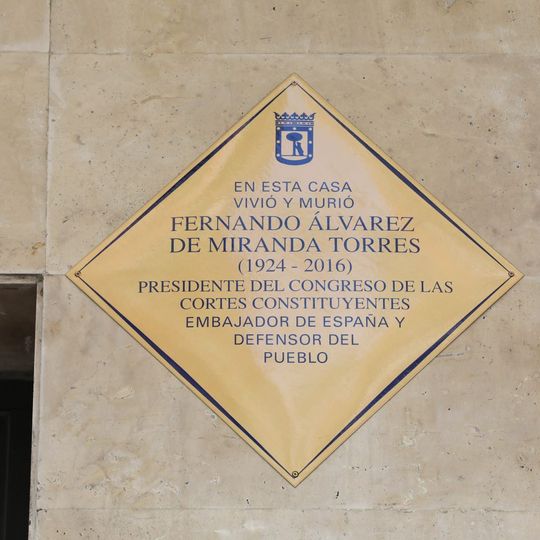 EN ESTA CASA
VIVIÓ Y MURIÓ
FERNANDO ÁLVAREZ
DE MIRANDA TORRES
(1924 - 2016)
PRESIDENTE DEL CONGRESO DE LAS
CORTES CONSTITUYENTES
EMBAJADOR DE ESPAÑA Y
DEFENSOR DEL
PUEBLO